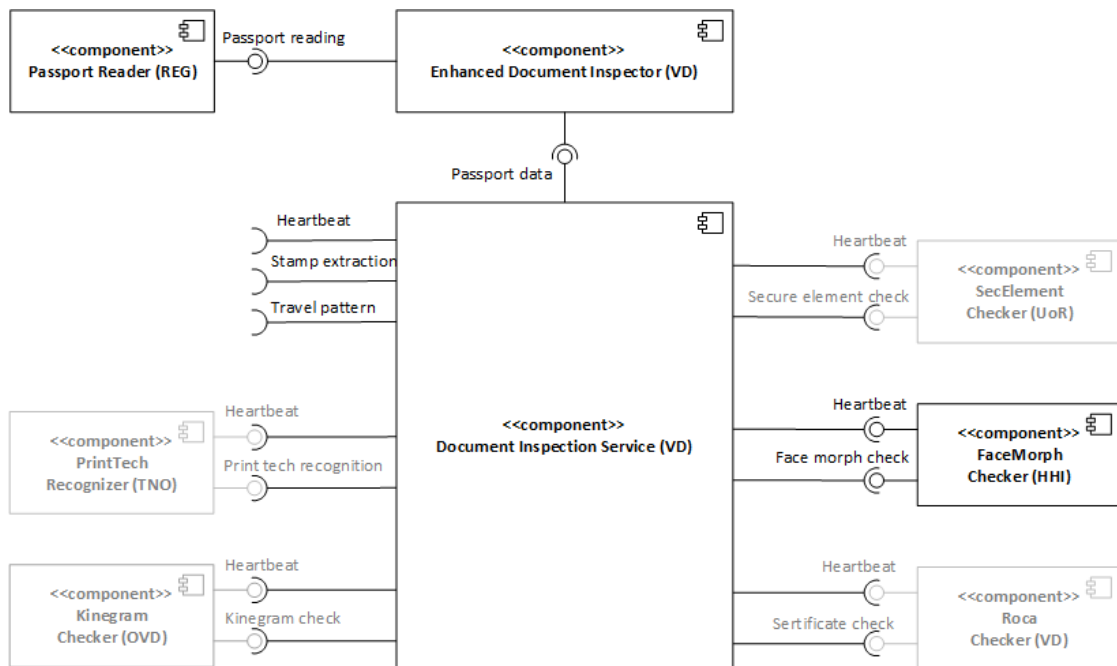 <<component>>
Passport Reader (REG)
Passport reading
<<component>>
Enhanced Document Inspector (VD)
Passport data
Heartbeat
Stamp extraction
Travel pattern
<<component>>
Document Inspection Service (VD)
Heartbeat
Secure element check
<<component>>
SecElement
Checker (UoR)
<<component>>
PrintTech
Recognizer (TNO)
Heartbeat
Print tech recognition
Heartbeat
Face morph check
<<component>>
FaceMorph
Checker (HHI)
<<component>>
Kinegram
Checker (OVD)
Heartbeat
Kinegram check
Heartbeat
Sertificate check
<<component>>
Roca
Checker (VD)